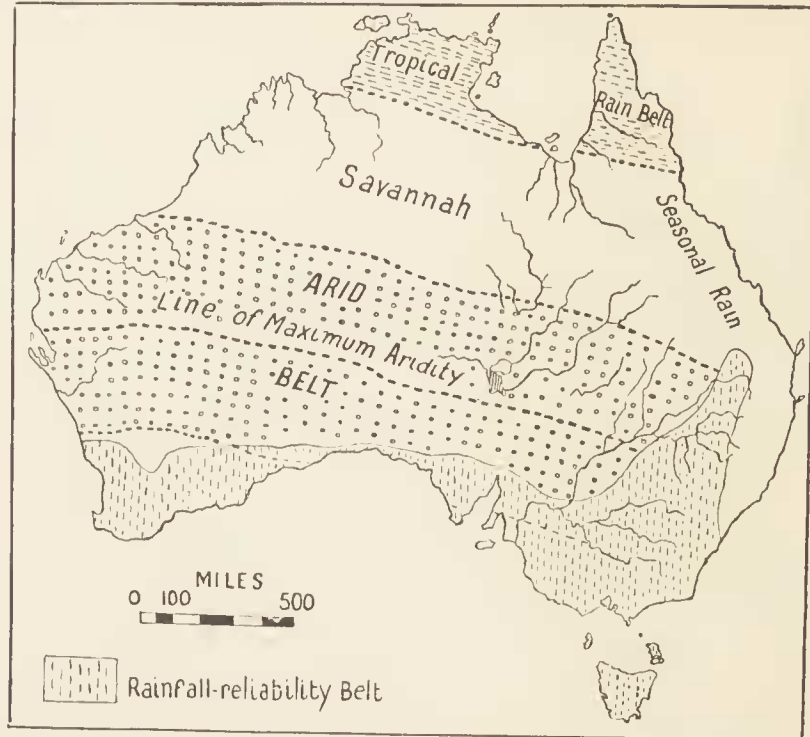 Tropical
Rain Belt
Savannah
Seasonal Rain
ARID
Line of Maximum Aridity
BELT
MILES
0 100 500
Rainfall-reliability Belt